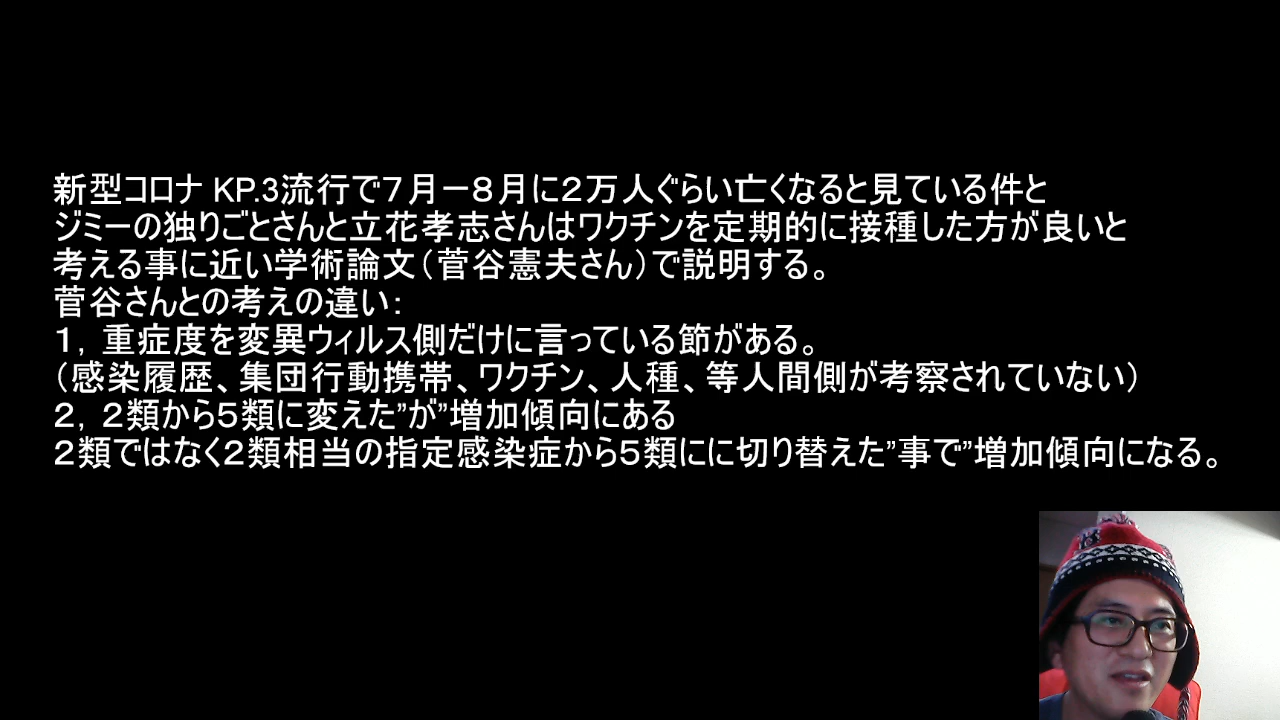 新型コロナ KP.3流行で７月－８月に２万人ぐらい亡くなると見ている件と
ジミーの独りごとさんと立花孝志さんはワクチンを定期的に接種した方が良いと
考える事に近い学術論文（菅谷憲夫さん）で説明する。
菅谷さんとの考えの違い：
１，重症度を変異ウィルス側だけに言っている節がある。
（感染履歴、集団行動携帯、ワクチン、人種、等人間側が考察されていない）
２，２類から５類に変えた”が”増加傾向にある
２類ではなく２類相当の指定感染症から５類にに切り替えた”事で”増加傾向になる。